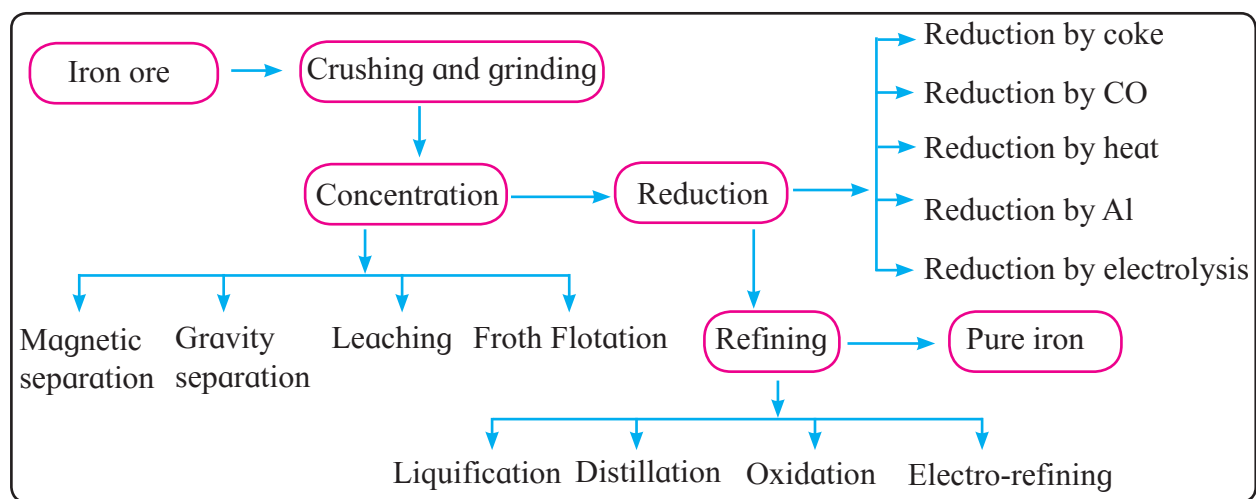 Iron ore
Crushing and grinding
Reduction by coke
Reduction by CO
Reduction by heat
Reduction by Al
Reduction by electrolysis
Concentration
Reduction
Magnetic
separation
Gravity
separation
Leaching
Froth Flotation
Refining
Pure iron
Liquification
Distillation
Oxidation
Electro-refining